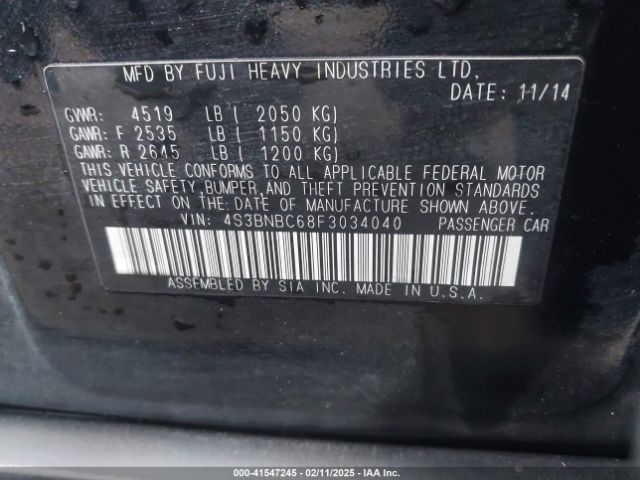 MFD BY FUJI HEAVY INDUSTRIES LTD.
DATE: 11/14
GVWR: 4519 LB ( 2050 KG)
GAWR: F 2535 LB ( 1150 KG)
GAWR: R 2645 LB ( 1200 KG)
THIS VEHICLE CONFORMS TO ALL APPLICABLE FEDERAL MOTOR
VEHICLE SAFETY,BUMPER,AND THEFT PREVENTION STANDARDS
IN EFFECT ON THE DATE OF MANUFACTURE SHOWN ABOVE.
VIN: 4S3BNBC68F3034040 PASSENGER CAR
ASSEMBLED BY SIA INC. MADE IN U.S.A.
000-41547245 - 02/11/2025 - IAA, LLC